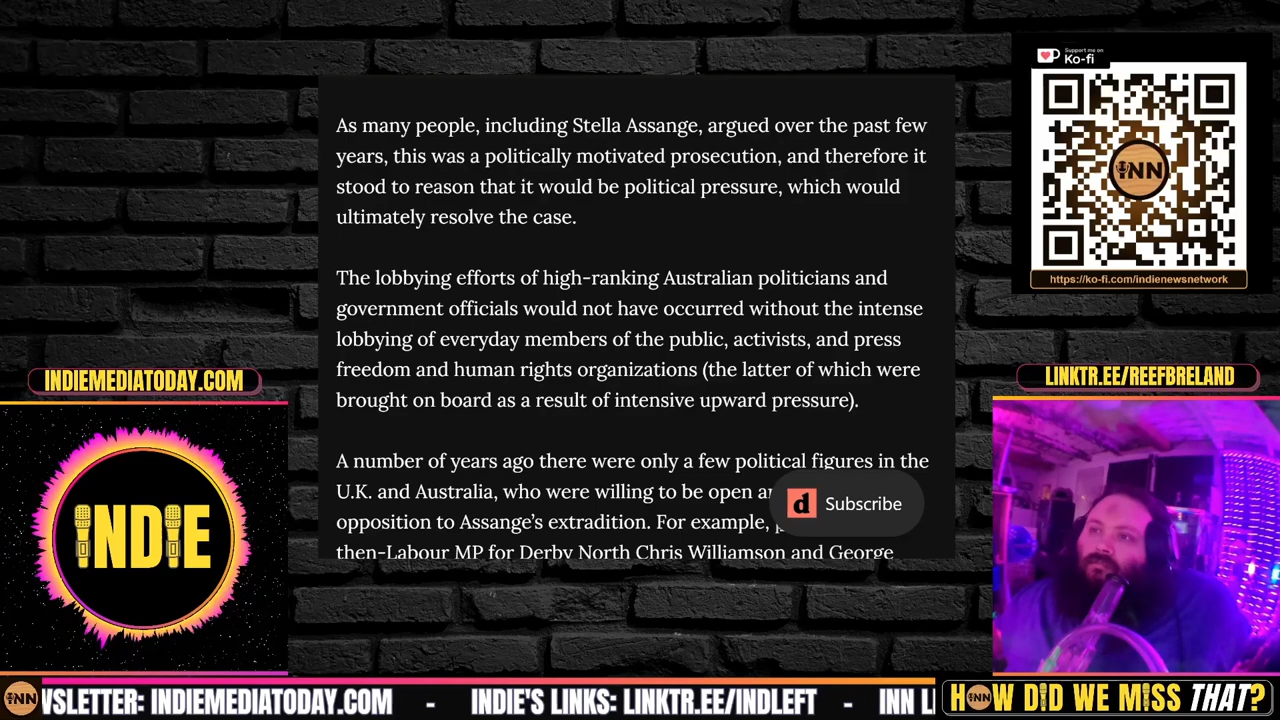 Support me on
Ko-fi
iNN
https://ko-fi.com/indienewsnetwork
As many people, including Stella Assange, argued over the past few
years, this was a politically motivated prosecution, and therefore it
stood to reason that it would be political pressure, which would
ultimately resolve the case.
The lobbying efforts of high-ranking Australian politicians and
government officials would not have occurred without the intense
lobbying of everyday members of the public, activists, and press
freedom and human rights organizations (the latter of which were
brought on board as a result of intensive upward pressure).
A number of years ago there were only a few political figures in the
U.K. and Australia, who were willing to be open
opposition to Assange's extradition. For example,
then-Labour MP for Derby North Chris Williamson and George
d Subscribe
INDIEMEDIATODAY.COM
LINKTR.EE/REEFBRELAND
INDIE
iNN WSLETTER: INDIEMEDIATODAY.COM - INDIE'S LINKS: LINKTR.EE/INDLEFT - INN LI
HOW DID WE MISS THAT?